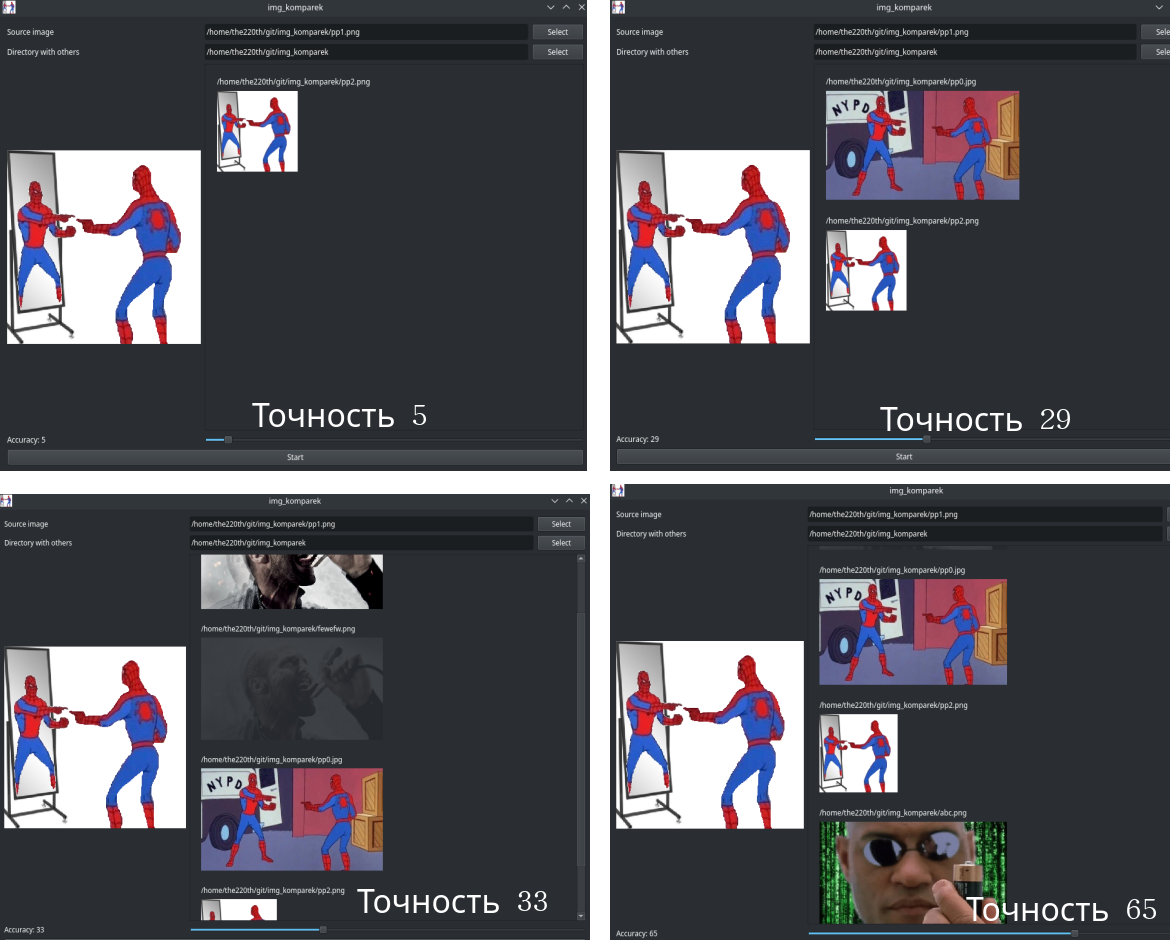 img_komparek
Source image
/home/the220th/git/img_komparek/pp1.png
Select
Directory with others
/home/the220th/git/img_komparek
Select
/home/the220th/git/img_komparek/pp2.png
Точность 5
Accuracy: 5
Start
img_komparek
Source image
/home/the220th/git/img_komparek/pp1.png
Sele
Directory with others
/home/the220th/git/img_komparek
Sele
/home/the220th/git/img_komparek/pp0.jpg
NYPD
/home/the220th/git/img_komparek/pp2.png
Точность 29
Accuracy: 29
Start
img_komparek
Source image
/home/the220th/git/img_komparek/pp1.png
Select
Directory with others
/home/the220th/git/img_komparek
Select
/home/the220th/git/img_komparek/fewefw.png
/home/the220th/git/img_komparek/pp0.jpg
NYPD
/home/the220th/git/img_komparek/pp2.png
Точность 33
Accuracy: 33
img_komparek
Source image
/home/the220th/git/img_komparek/pp1.png
Directory with others
/home/the220th/git/img_komparek
/home/the220th/git/img_komparek/pp0.jpg
NYPD
/home/the220th/git/img_komparek/pp2.png
/home/the220th/git/img_komparek/abc.png
Точность 65
Accuracy: 65